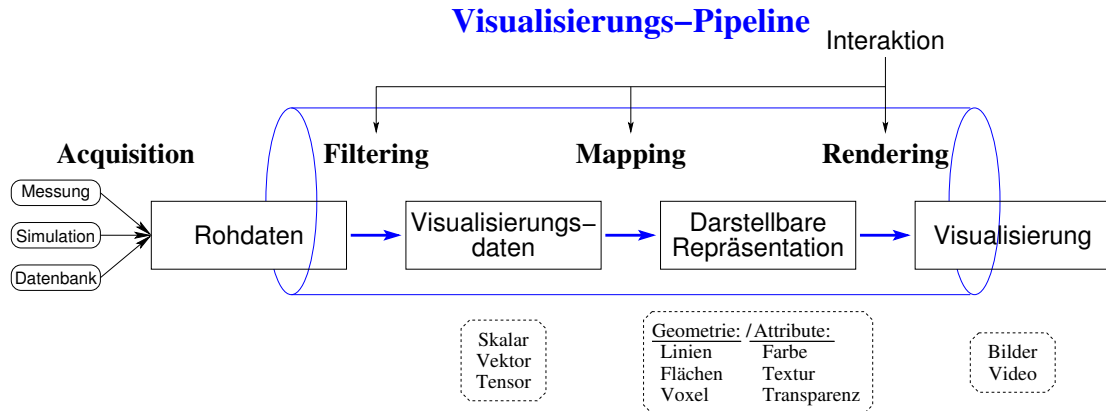 Visualisierungs–Pipeline
Interaktion
Acquisition
Filtering
Mapping
Rendering
Messung
Simulation
Datenbank
Rohdaten
Visualisierungs–
daten
Darstellbare
Repräsentation
Visualisierung
Skalar
Vektor
Tensor
Geometrie: / Attribute:
Linien Farbe
Flächen Textur
Voxel Transparenz
Bilder
Video